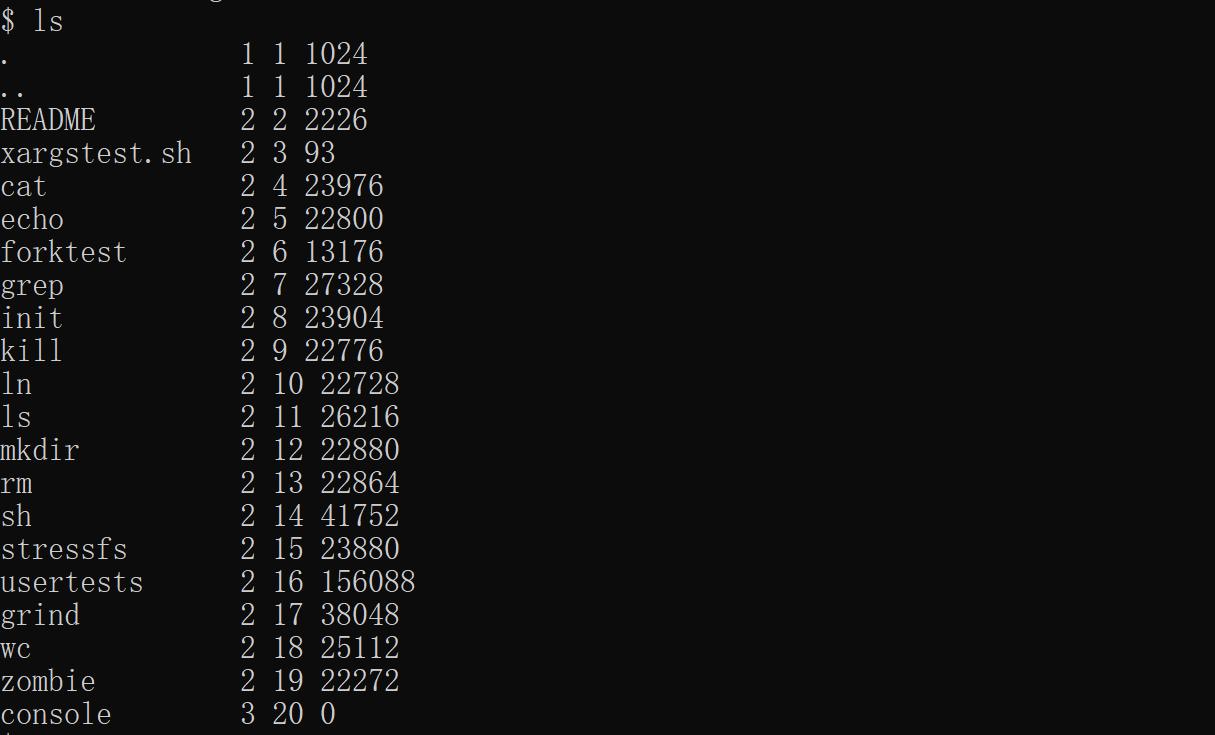 $ ls
. 1 1 1024
.. 1 1 1024
README 2 2 2226
xargstest.sh 2 3 93
cat 2 4 23976
echo 2 5 22800
forktest 2 6 13176
grep 2 7 27328
init 2 8 23904
kill 2 9 22776
ln 2 10 22728
ls 2 11 26216
mkdir 2 12 22880
rm 2 13 22864
sh 2 14 41752
stressfs 2 15 23880
usertests 2 16 156088
grind 2 17 38048
wc 2 18 25112
zombie 2 19 22272
console 3 20 0